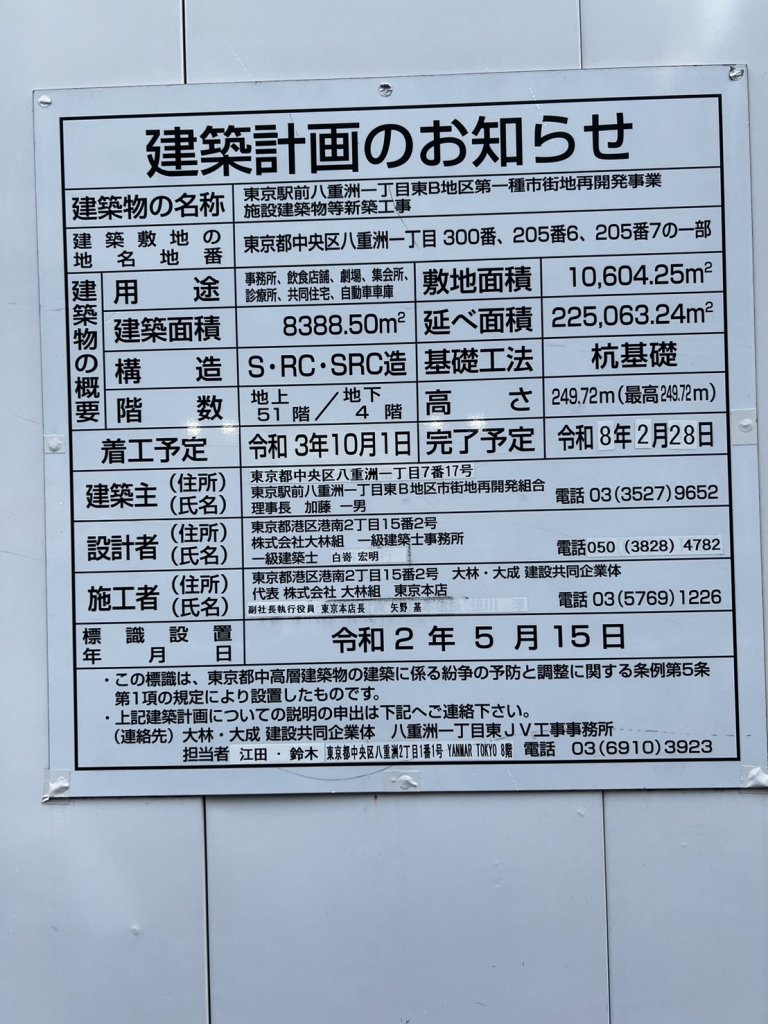 建築計画のお知らせ
建築物の名称 東京駅前八重洲一丁目東B地区第一種市街地再開発事業
施設建築物等新築工事
建築敷地の地名地番 東京都中央区八重洲一丁目 300番、205番6、205番7の一部
建築物の概要
用途 事務所、飲食店舗、劇場、集会所、
診療所、共同住宅、自動車車庫
敷地面積 10,604.25m²
建築面積 8388.50m² 延べ面積 225,063.24m²
構造 S・RC・SRC造 基礎工法 杭基礎
階数 地上51階/地下4階 高さ 249.72m(最高249.72m)
着工予定 令和3年10月1日 完了予定 令和8年2月28日
建築主(住所)(氏名) 東京都中央区八重洲一丁目7番17号
東京駅前八重洲一丁目東B地区市街地再開発組合
理事長 加藤 一男
電話 03(3527)9652
設計者(住所)(氏名) 東京都港区港南2丁目15番2号
株式会社大林組 一級建築士事務所
一級建築士 白嵜 宏明
電話050(3828)4782
施工者(住所)(氏名) 東京都港区港南2丁目15番2号 大林・大成 建設共同企業体
代表 株式会社 大林組 東京本店
副社長執行役員 東京本店長 矢野 基
電話 03(5769)1226
標識設置年月日 令和2年5月15日
・この標識は、東京都中高層建築物の建築に係る紛争の予防と調整に関する条例第5条
第1項の規定により設置したものです。
・上記建築計画についての説明の申出は下記へご連絡下さい。
(連絡先)大林・大成 建設共同企業体 八重洲一丁目東JV工事事務所
担当者 江田・鈴木 東京都中央区八重洲2丁目1番1号 YANMAR TOKYO 8階 電話 03(6910)3923